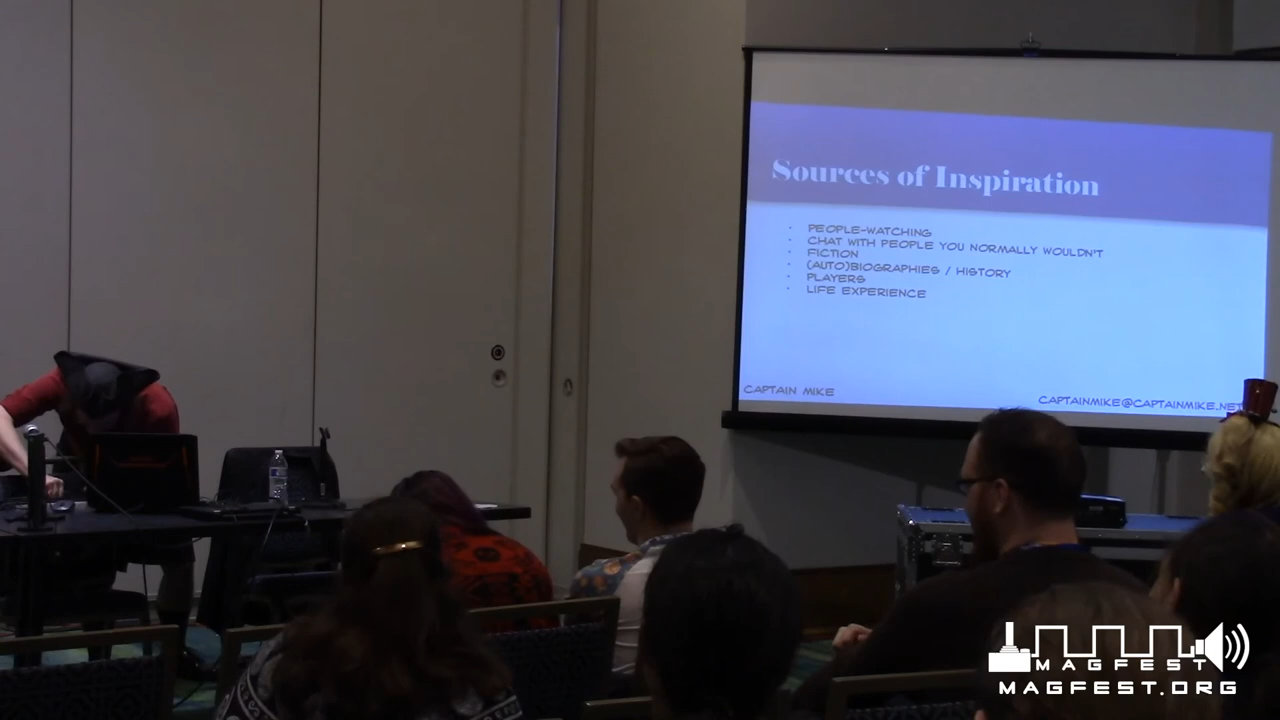 Sources of Inspiration
PEOPLE-WATCHING
CHAT WITH PEOPLE YOU NORMALLY WOULDN'T
FICTION
(AUTO)BIOGRAPHIES / HISTORY
PLAYERS
LIFE EXPERIENCE
CAPTAIN MIKE
CAPTAINMIKE@CAPTAINMIKE.NET
MAGFEST
MAGFEST.ORG